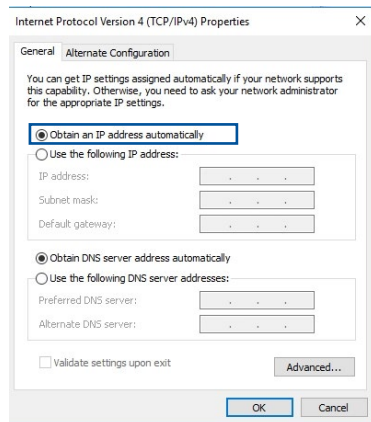 Internet Protocol Version 4 (TCP/IPv4) Properties
General Alternate Configuration
You can get IP settings assigned automatically if your network supports
this capability. Otherwise, you need to ask your network administrator
for the appropriate IP settings.
Obtain an IP address automatically
Use the following IP address:
IP address:
Subnet mask:
Default gateway:
Obtain DNS server address automatically
Use the following DNS server addresses:
Preferred DNS server:
Alternate DNS server:
Validate settings upon exit
Advanced...
OK Cancel